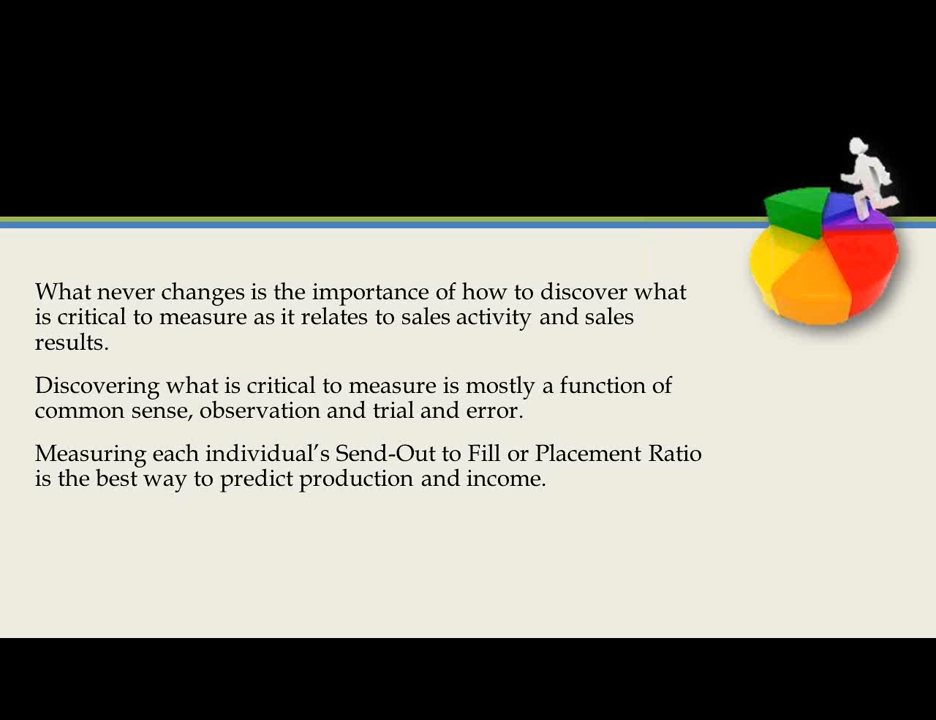 What never changes is the importance of how to discover what
is critical to measure as it relates to sales activity and sales
results.
Discovering what is critical to measure is mostly a function of
common sense, observation and trial and error.
Measuring each individual’s Send-Out to Fill or Placement Ratio
is the best way to predict production and income.